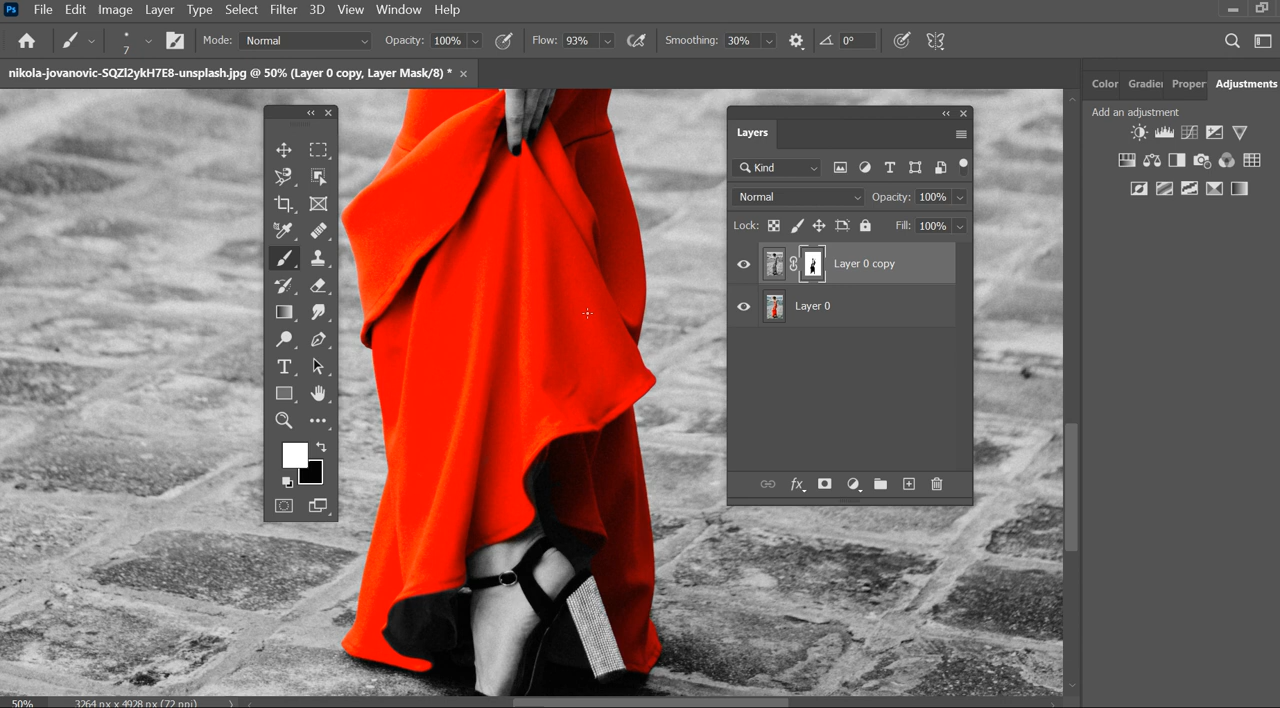 Ps File Edit Image Layer Type Select Filter 3D View Window Help
7 Mode: Normal Opacity: 100% Flow: 93% Smoothing: 30% 0°
nikola-jovanovic-SQZl2ykH7E8-unsplash.jpg @ 50% (Layer 0 copy, Layer Mask/8) * ×
Color Gradie Proper Adjustments
Add an adjustment
Layers
Kind T
Normal Opacity: 100%
Lock: Fill: 100%
Layer 0 copy
Layer 0
fx
T
50% 3264 px x 4928 px (72 ppi)